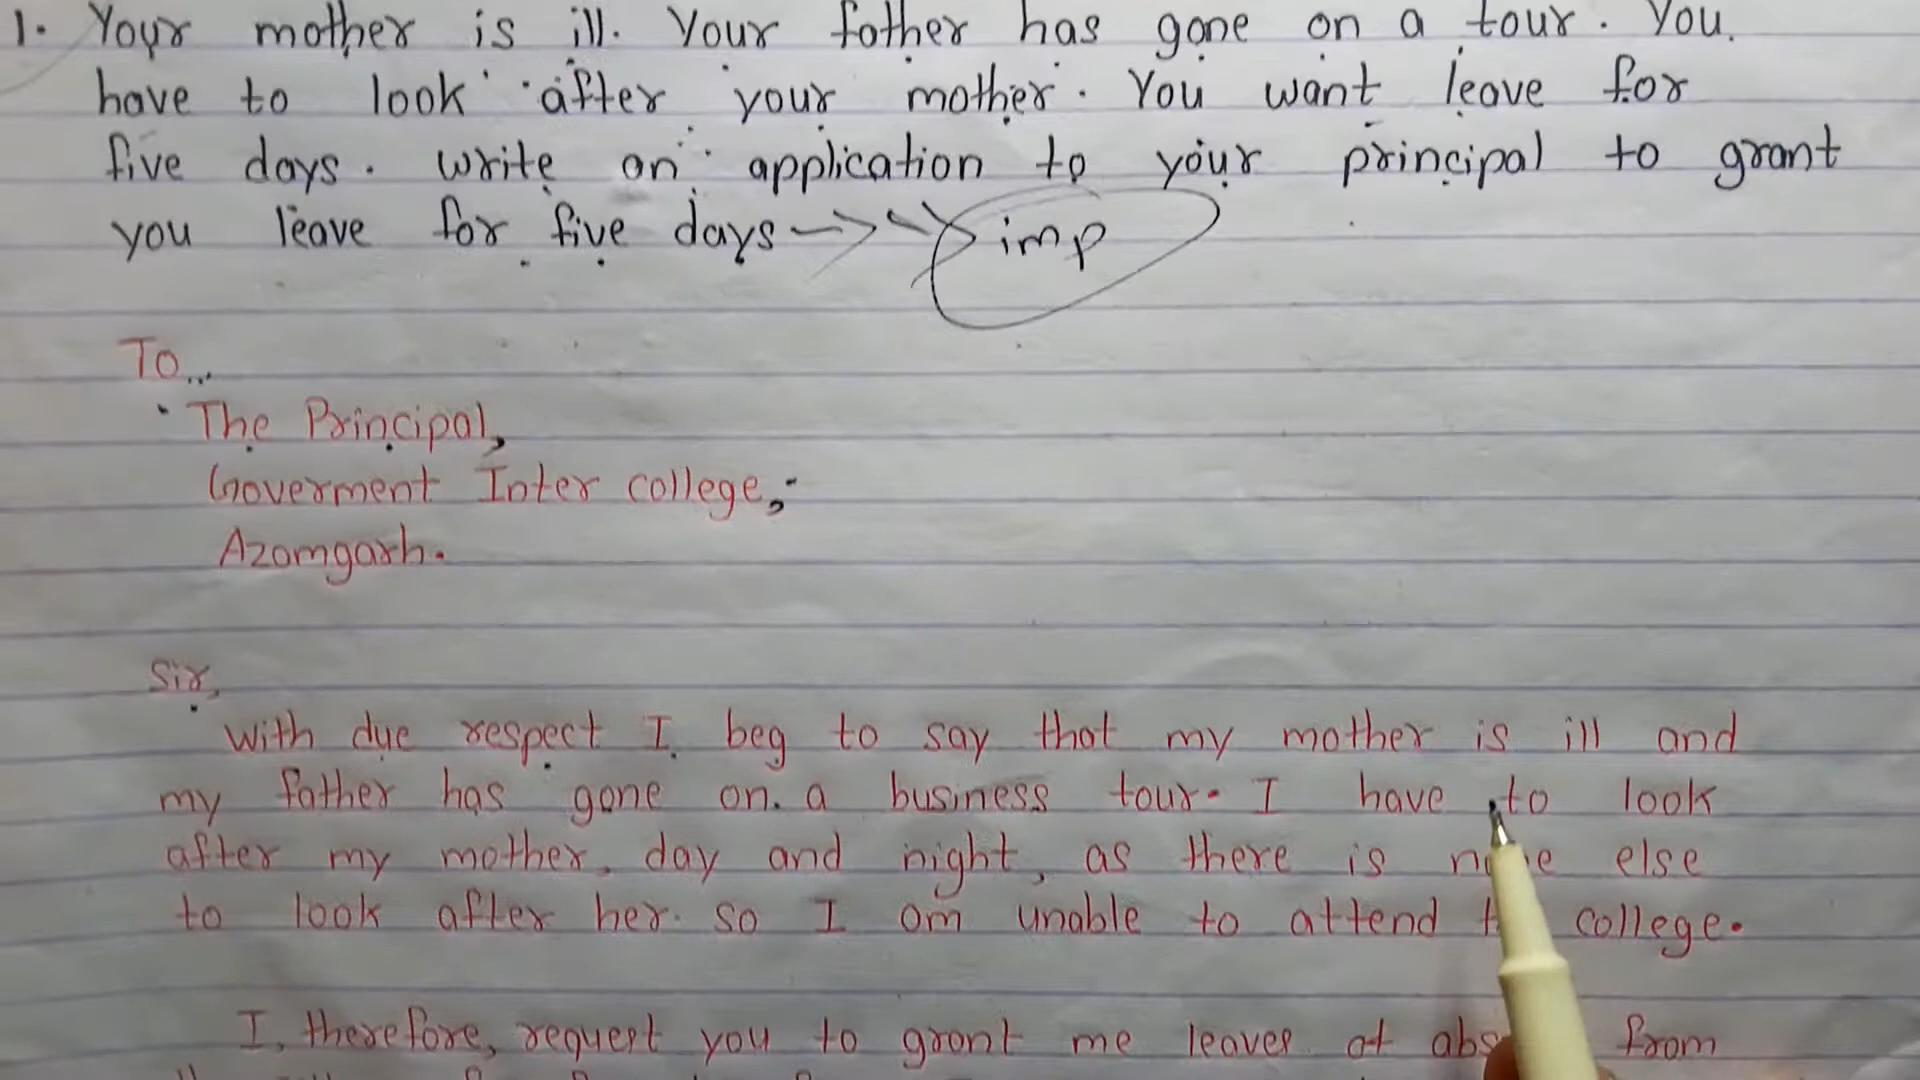 1. Your mother is ill. Your father has gone on a tour. You
have to look after your mother. You want leave for
five days. write an application to your principal to grant
you leave for five days → imp
To
The Principal,
Goverment Inter college,
Azamgarh.
Sir,
With due respect I beg to say that my mother is ill and
my father has gone on a business tour. I have to look
after my mother, day and night, as there is else
to look after her. so I am unable to attend college.
I, therefore, request you to grant me from